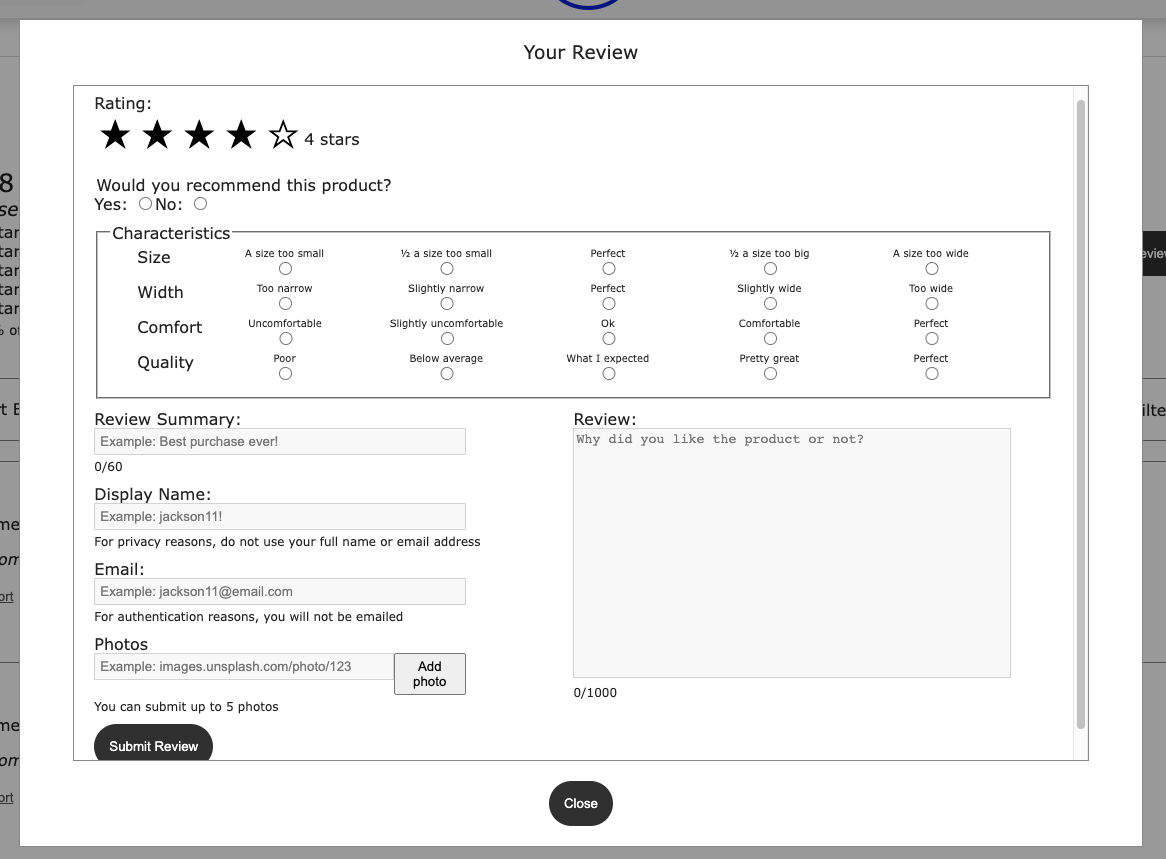 Your Review
Rating:
4 stars
Would you recommend this product?
Yes: No:
Characteristics
Size A size too small ½ a size too small Perfect ½ a size too big A size too wide
Width Too narrow Slightly narrow Perfect Slightly wide Too wide
Comfort Uncomfortable Slightly uncomfortable Ok Comfortable Perfect
Quality Poor Below average What I expected Pretty great Perfect
Review Summary:
Example: Best purchase ever!
0/60
Display Name:
Example: jackson11!
For privacy reasons, do not use your full name or email address
Email:
Example: jackson11@email.com
For authentication reasons, you will not be emailed
Photos
Example: images.unsplash.com/photo/123
Add
photo
You can submit up to 5 photos
Submit Review
Review:
Why did you like the product or not?
0/1000
Close
8